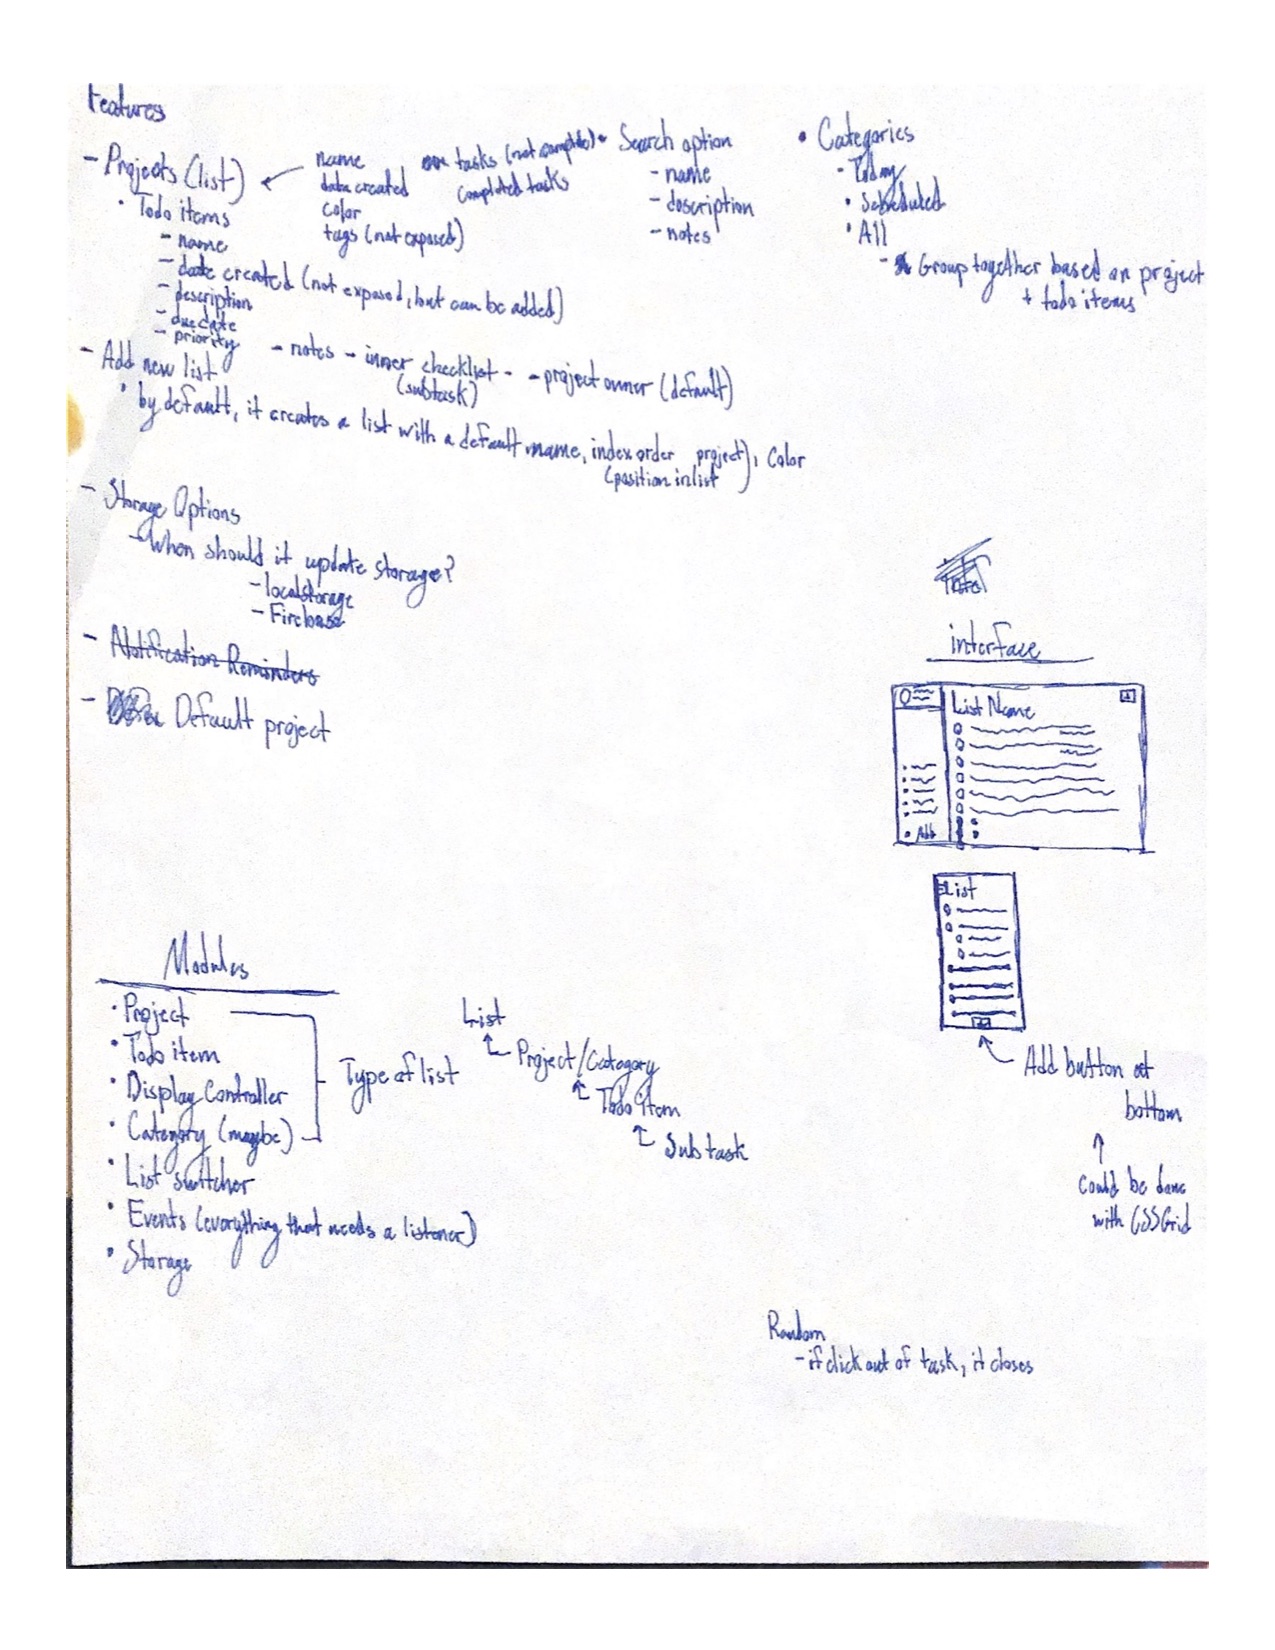 Features
- Projects (list)
name
date created
color
tags (not exposed)
tasks (not completed)
completed tasks
• Todo items
- name
- date created (not exposed, but can be added)
- description
- due date
- priority
- notes - inner checklist - - project owner (default)
(subtask)
- Add new list
• by default, it creates a list with a default name, index order project), color
(position in list
- Storage Options
- When should it update storage?
- localstorage
- Firebase
- Notification Reminders
- Default project
• Search option
- name
- description
- notes
• Categories
- Today
• Scheduled
• All
- Group together based on project
+ todo items
interface
List Name
• Add
List
Add button at
bottom
could be done
with CSSGrid
Modules
• Project
• Todo item
• Display Controller
• Category (maybe)
• List switcher
• Events (everything that needs a listener)
• Storage
Type of list
List
Project/Category
Todo item
Subtask
Random
- if click out of task, it closes